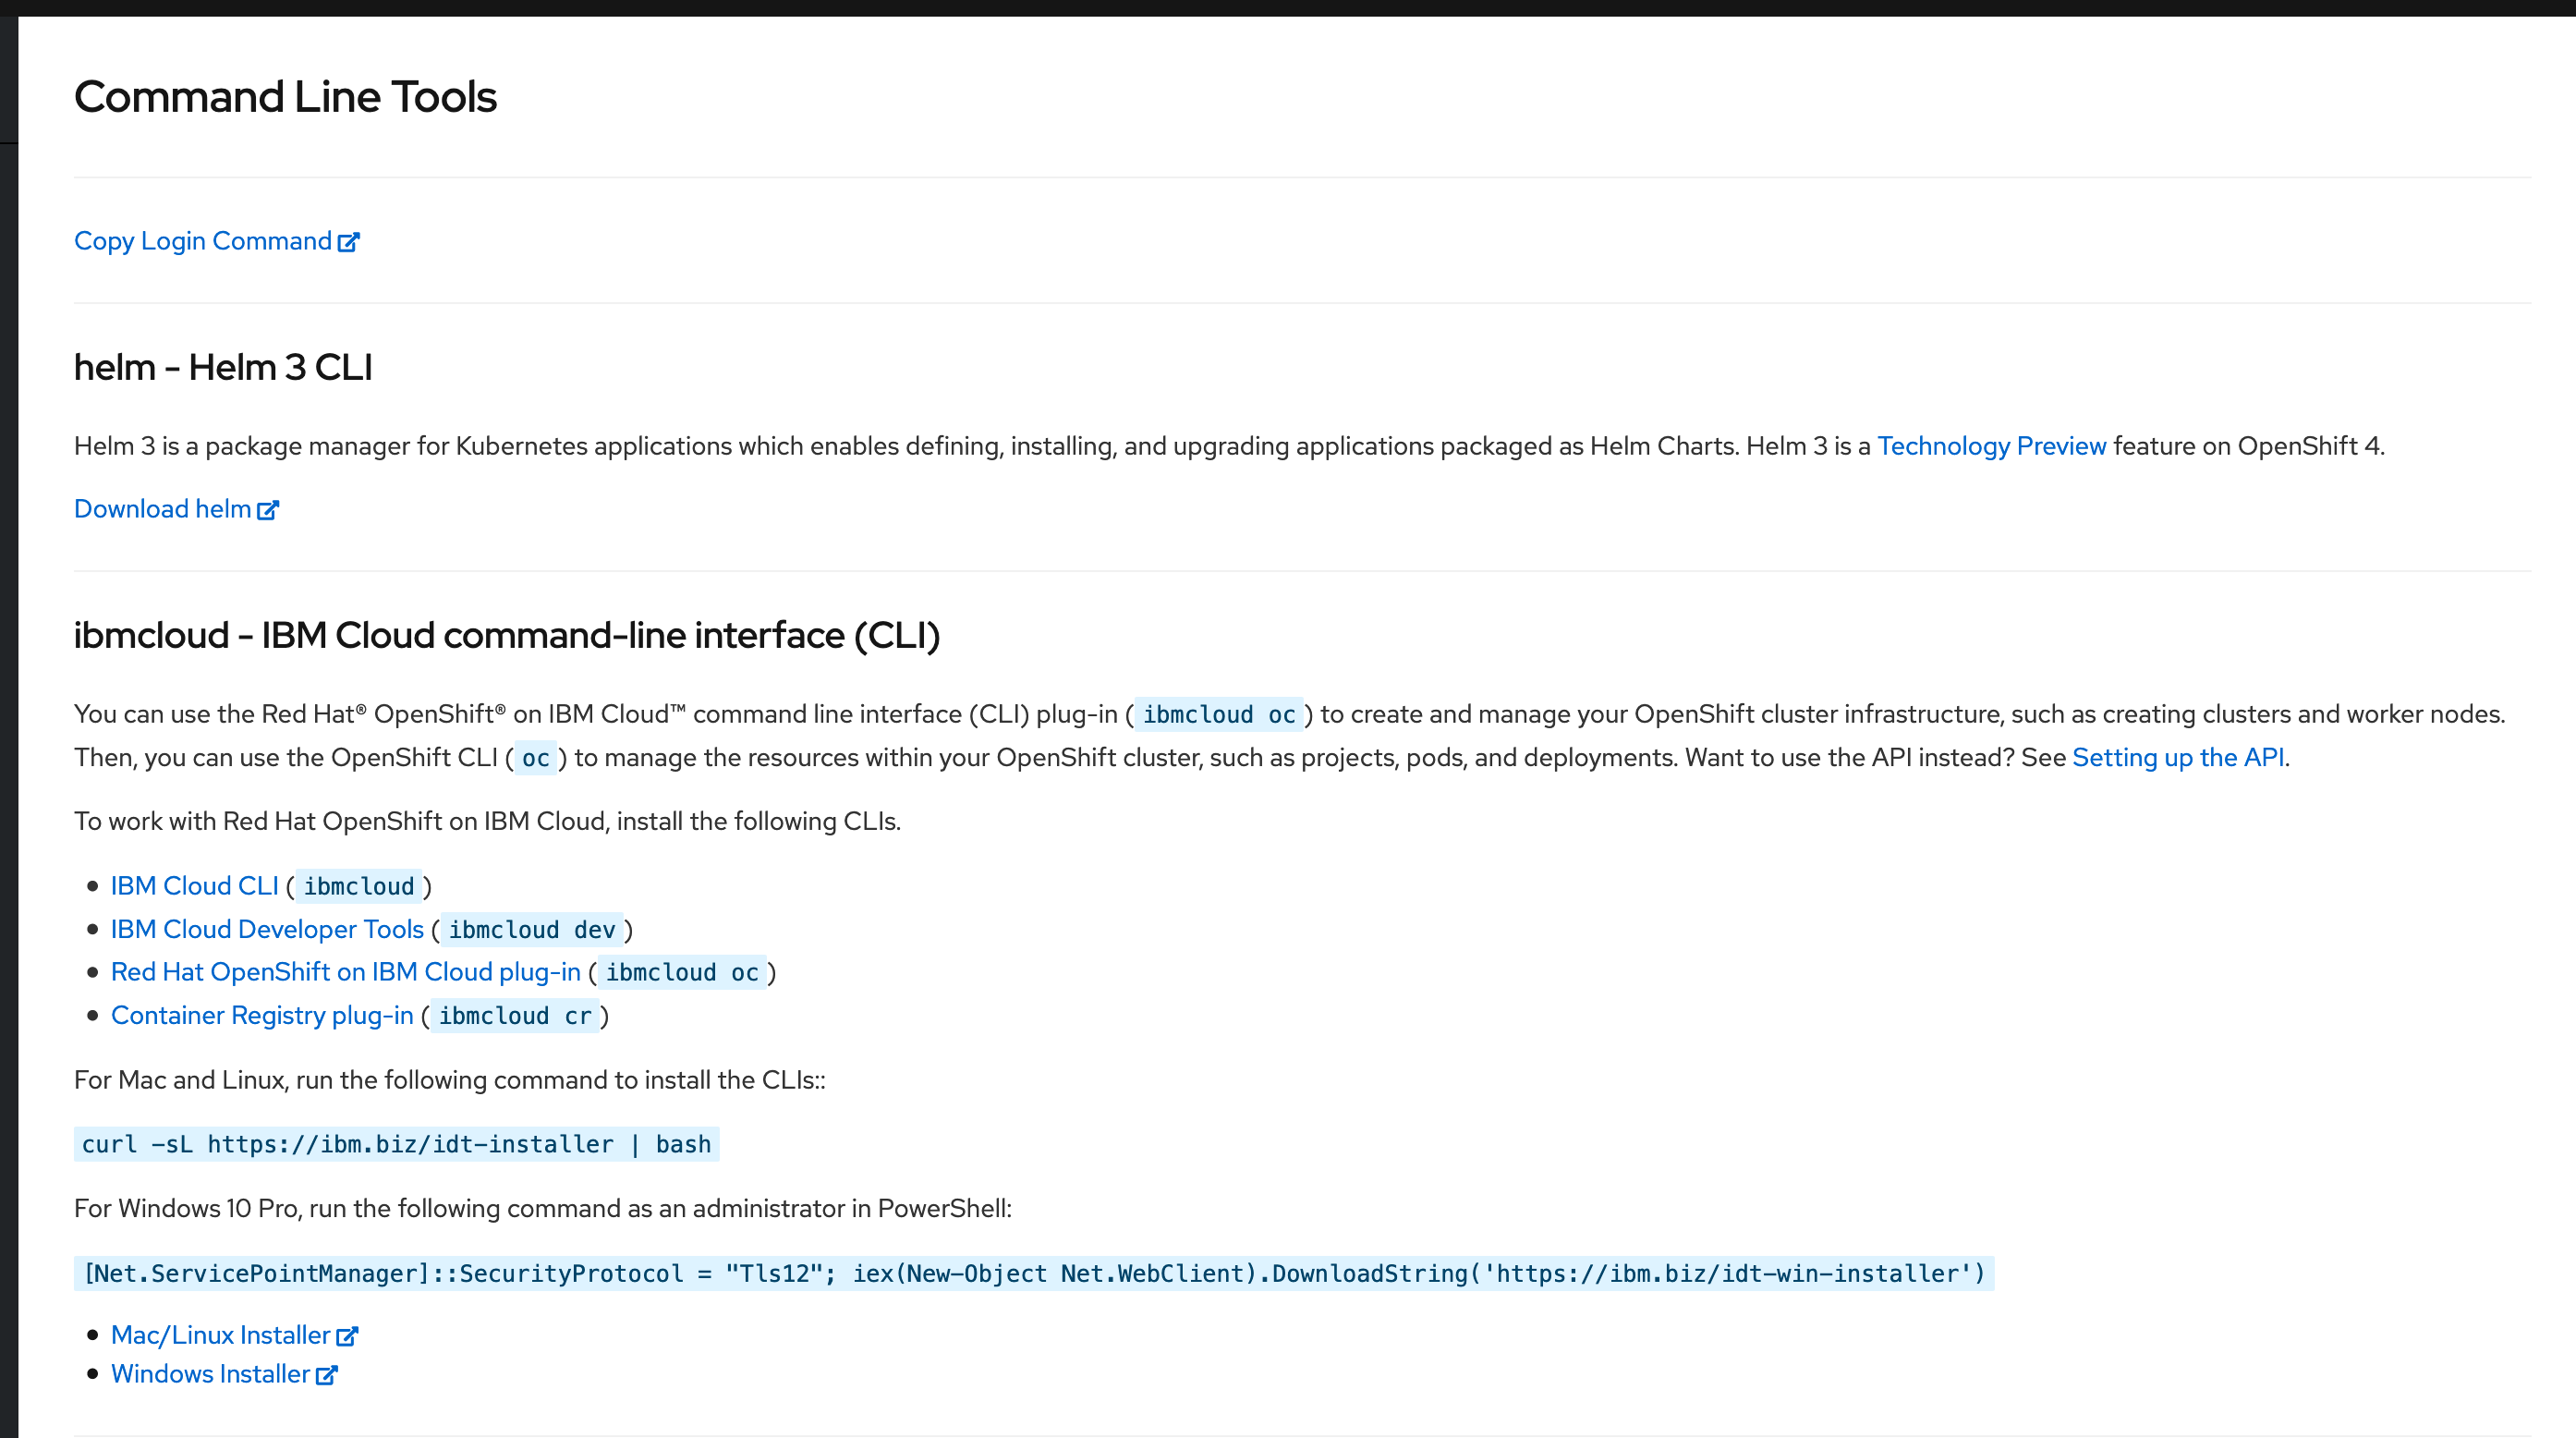 Command Line Tools
Copy Login Command
helm - Helm 3 CLI
Helm 3 is a package manager for Kubernetes applications which enables defining, installing, and upgrading applications packaged as Helm Charts. Helm 3 is a Technology Preview feature on OpenShift 4.
Download helm
ibmcloud - IBM Cloud command-line interface (CLI)
You can use the Red Hat® OpenShift® on IBM Cloud™ command line interface (CLI) plug-in ( ibmcloud oc ) to create and manage your OpenShift cluster infrastructure, such as creating clusters and worker nodes.
Then, you can use the OpenShift CLI ( oc ) to manage the resources within your OpenShift cluster, such as projects, pods, and deployments. Want to use the API instead? See Setting up the API.
To work with Red Hat OpenShift on IBM Cloud, install the following CLIs.
• IBM Cloud CLI ( ibmcloud )
• IBM Cloud Developer Tools ( ibmcloud dev )
• Red Hat OpenShift on IBM Cloud plug-in ( ibmcloud oc )
• Container Registry plug-in ( ibmcloud cr )
For Mac and Linux, run the following command to install the CLIs::
curl -sL https://ibm.biz/idt-installer | bash
For Windows 10 Pro, run the following command as an administrator in PowerShell:
[Net.ServicePointManager]::SecurityProtocol = "Tls12"; iex(New-Object Net.WebClient).DownloadString('https://ibm.biz/idt-win-installer')
• Mac/Linux Installer
• Windows Installer